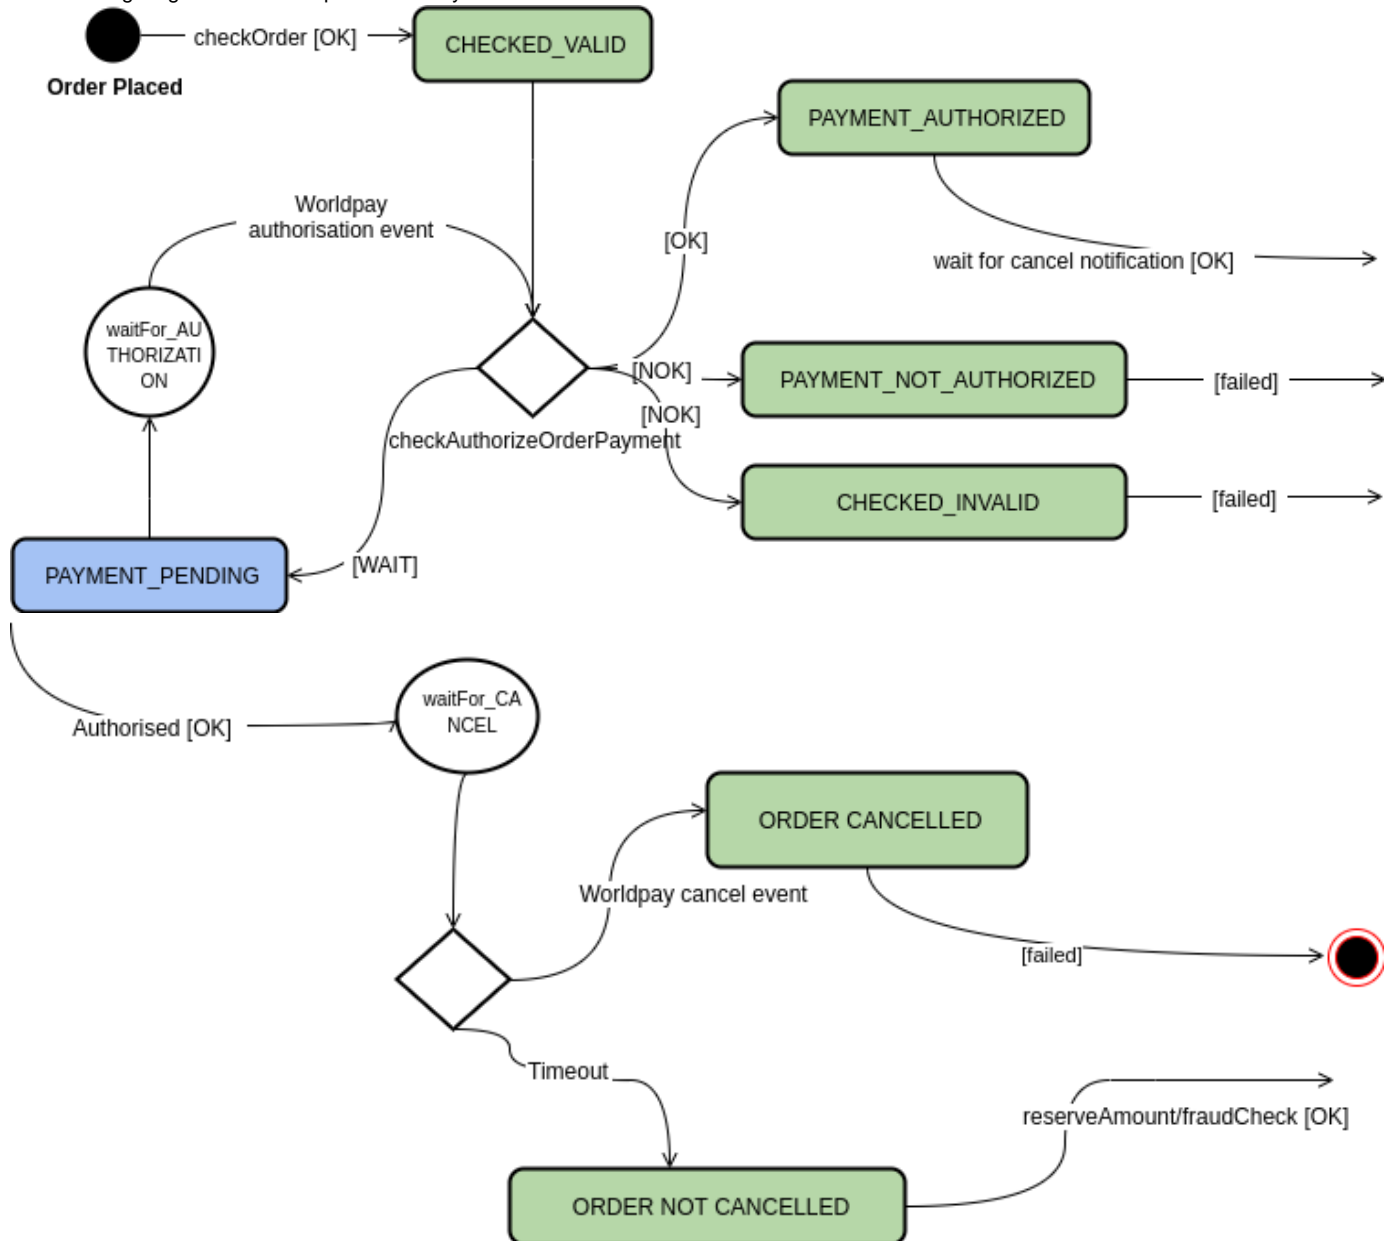 checkOrder [OK]
CHECKED_VALID
Order Placed
PAYMENT_AUTHORIZED
Worldpay
authorisation event
[OK]
wait for cancel notification [OK]
waitFor_AU
THORIZATI
ON
[NOK]
PAYMENT_NOT_AUTHORIZED
[failed]
[NOK]
checkAuthorizeOrderPayment
CHECKED_INVALID
[failed]
[WAIT]
PAYMENT_PENDING
waitFor_CA
NCEL
Authorised [OK]
ORDER CANCELLED
Worldpay cancel event
[failed]
Timeout
reserveAmount/fraudCheck [OK]
ORDER NOT CANCELLED